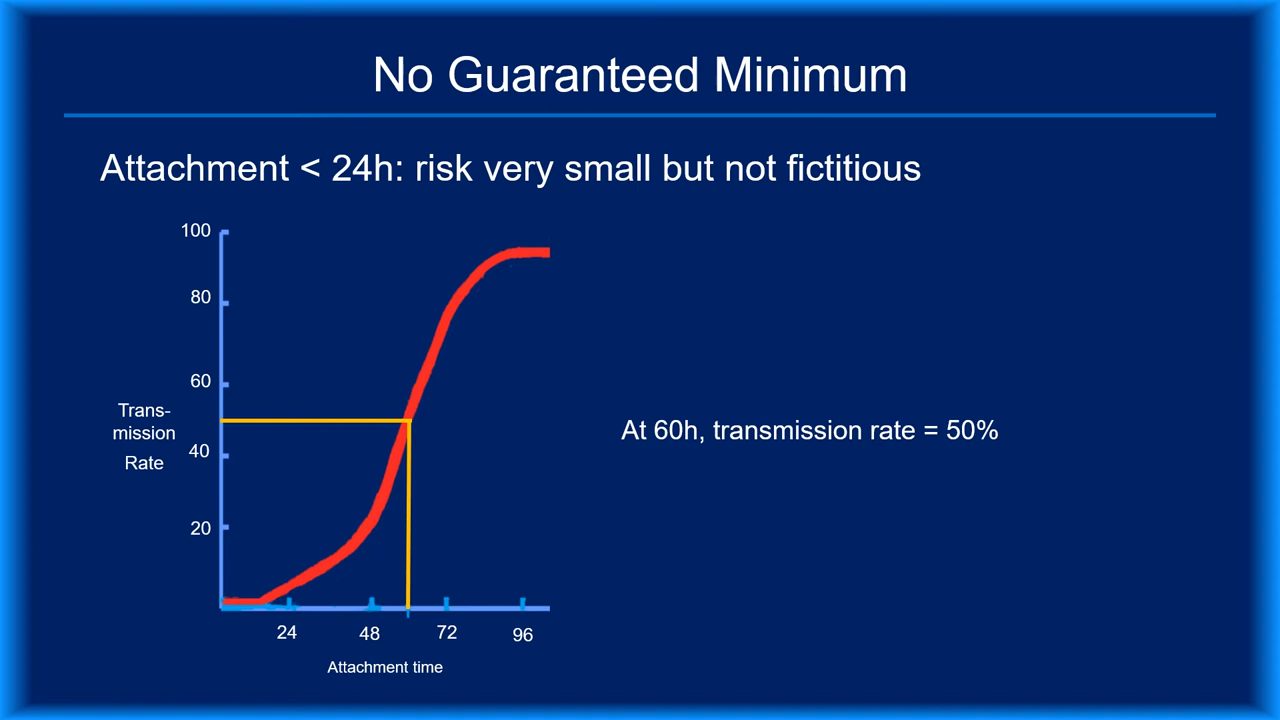 No Guaranteed Minimum
Attachment < 24h: risk very small but not fictitious
100
80
60
Trans-
mission
Rate
40
20
At 60h, transmission rate = 50%
24
48
72
96
Attachment time